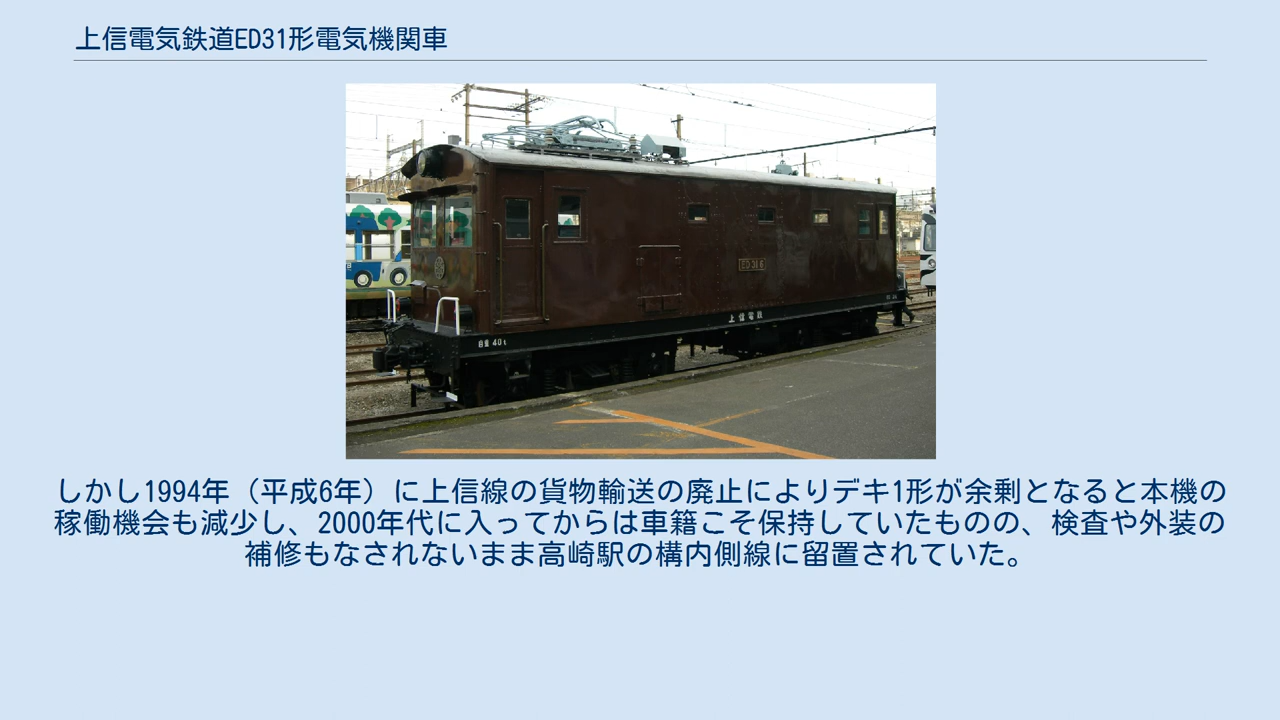 上信電気鉄道ED31形電気機関車
ED 31 6
上信電鉄
自重 40t
しかし1994年（平成6年）に上信線の貨物輸送の廃止によりデキ1形が余剰となると本機の
稼働機会も減少し、2000年代に入ってからは車籍こそ保持していたものの、検査や外装の
補修もなされないまま高崎駅の構内側線に留置されていた。